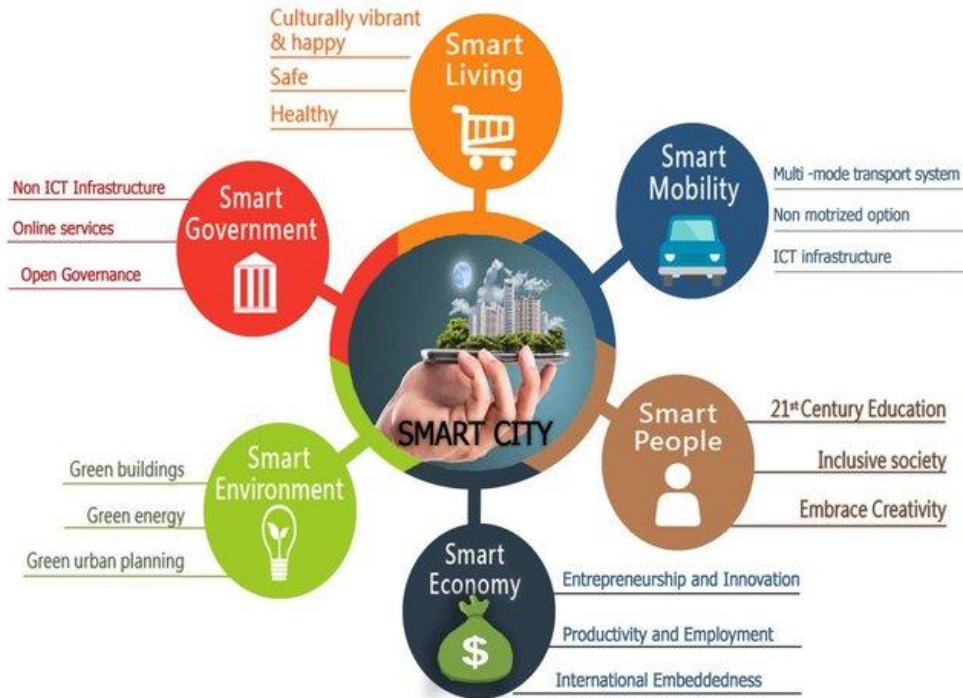 Culturally vibrant
& happy
Safe
Healthy
Smart
Living
Smart
Mobility
Multi -mode transport system
Non motrized option
ICT infrastructure
Non ICT Infrastructure
Online services
Open Governance
Smart
Government
SMART CITY
Smart
People
21st Century Education
Inclusive society
Embrace Creativity
Green buildings
Green energy
Green urban planning
Smart
Environment
Smart
Economy
$
Entrepreneurship and Innovation
Productivity and Employment
International Embeddedness